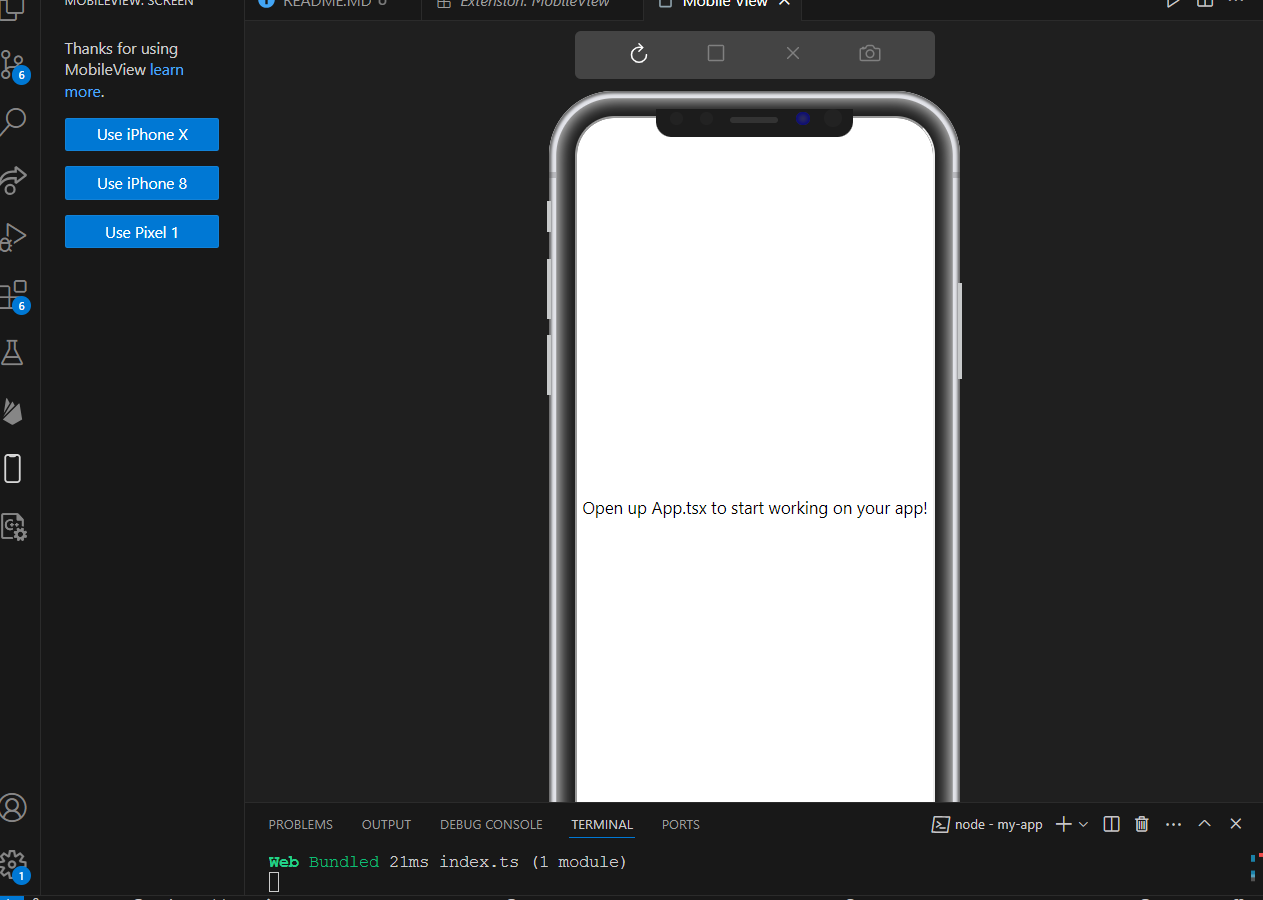 MOBILEVIEW: SCREEN
README.MD
Extension: MobileView
Mobile View
Thanks for using
MobileView learn
more.
Use iPhone X
Use iPhone 8
Use Pixel 1
6
6
1
Open up App.tsx to start working on your app!
PROBLEMS
OUTPUT
DEBUG CONSOLE
TERMINAL
PORTS
node - my-app
Web Bundled 21ms index.ts (1 module)